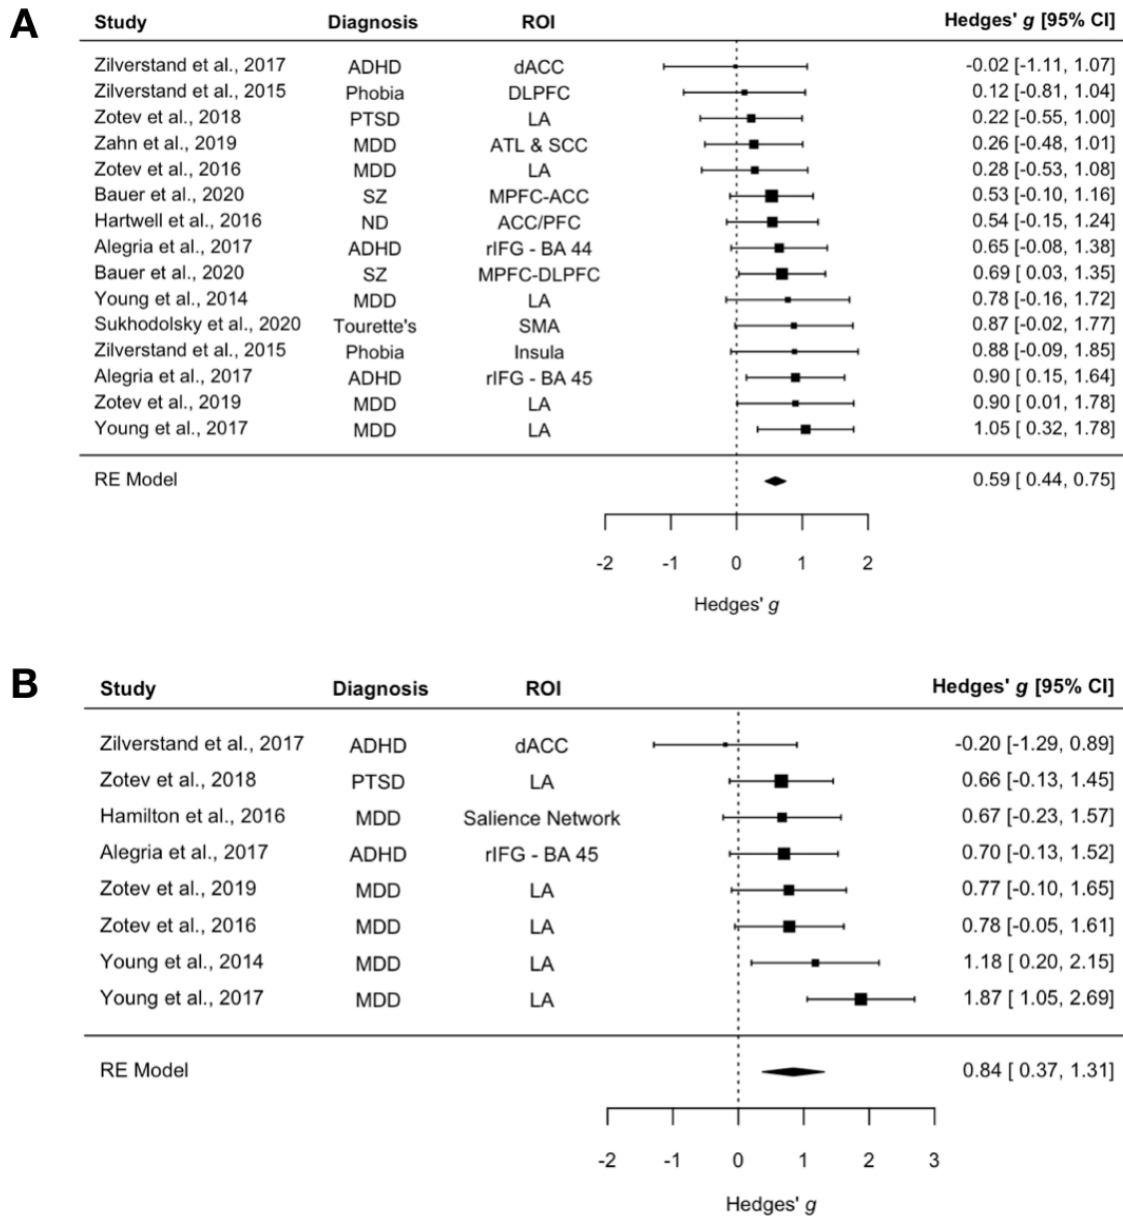 A
Study Diagnosis ROI Hedges' g [95% CI]
Zilverstand et al., 2017 ADHD dACC -0.02 [-1.11, 1.07]
Zilverstand et al., 2015 Phobia DLPFC 0.12 [-0.81, 1.04]
Zotev et al., 2018 PTSD LA 0.22 [-0.55, 1.00]
Zahn et al., 2019 MDD ATL & SCC 0.26 [-0.48, 1.01]
Zotev et al., 2016 MDD LA 0.28 [-0.53, 1.08]
Bauer et al., 2020 SZ MPFC-ACC 0.53 [-0.10, 1.16]
Hartwell et al., 2016 ND ACC/PFC 0.54 [-0.15, 1.24]
Alegria et al., 2017 ADHD rIFG - BA 44 0.65 [-0.08, 1.38]
Bauer et al., 2020 SZ MPFC-DLPFC 0.69 [ 0.03, 1.35]
Young et al., 2014 MDD LA 0.78 [-0.16, 1.72]
Sukhodolsky et al., 2020 Tourette's SMA 0.87 [-0.02, 1.77]
Zilverstand et al., 2015 Phobia Insula 0.88 [-0.09, 1.85]
Alegria et al., 2017 ADHD rIFG - BA 45 0.90 [ 0.15, 1.64]
Zotev et al., 2019 MDD LA 0.90 [ 0.01, 1.78]
Young et al., 2017 MDD LA 1.05 [ 0.32, 1.78]
RE Model 0.59 [ 0.44, 0.75]
-2 -1 0 1 2
Hedges' g
B
Study Diagnosis ROI Hedges' g [95% CI]
Zilverstand et al., 2017 ADHD dACC -0.20 [-1.29, 0.89]
Zotev et al., 2018 PTSD LA 0.66 [-0.13, 1.45]
Hamilton et al., 2016 MDD Salience Network 0.67 [-0.23, 1.57]
Alegria et al., 2017 ADHD rIFG - BA 45 0.70 [-0.13, 1.52]
Zotev et al., 2019 MDD LA 0.77 [-0.10, 1.65]
Zotev et al., 2016 MDD LA 0.78 [-0.05, 1.61]
Young et al., 2014 MDD LA 1.18 [ 0.20, 2.15]
Young et al., 2017 MDD LA 1.87 [ 1.05, 2.69]
RE Model 0.84 [ 0.37, 1.31]
-2 -1 0 1 2 3
Hedges' g